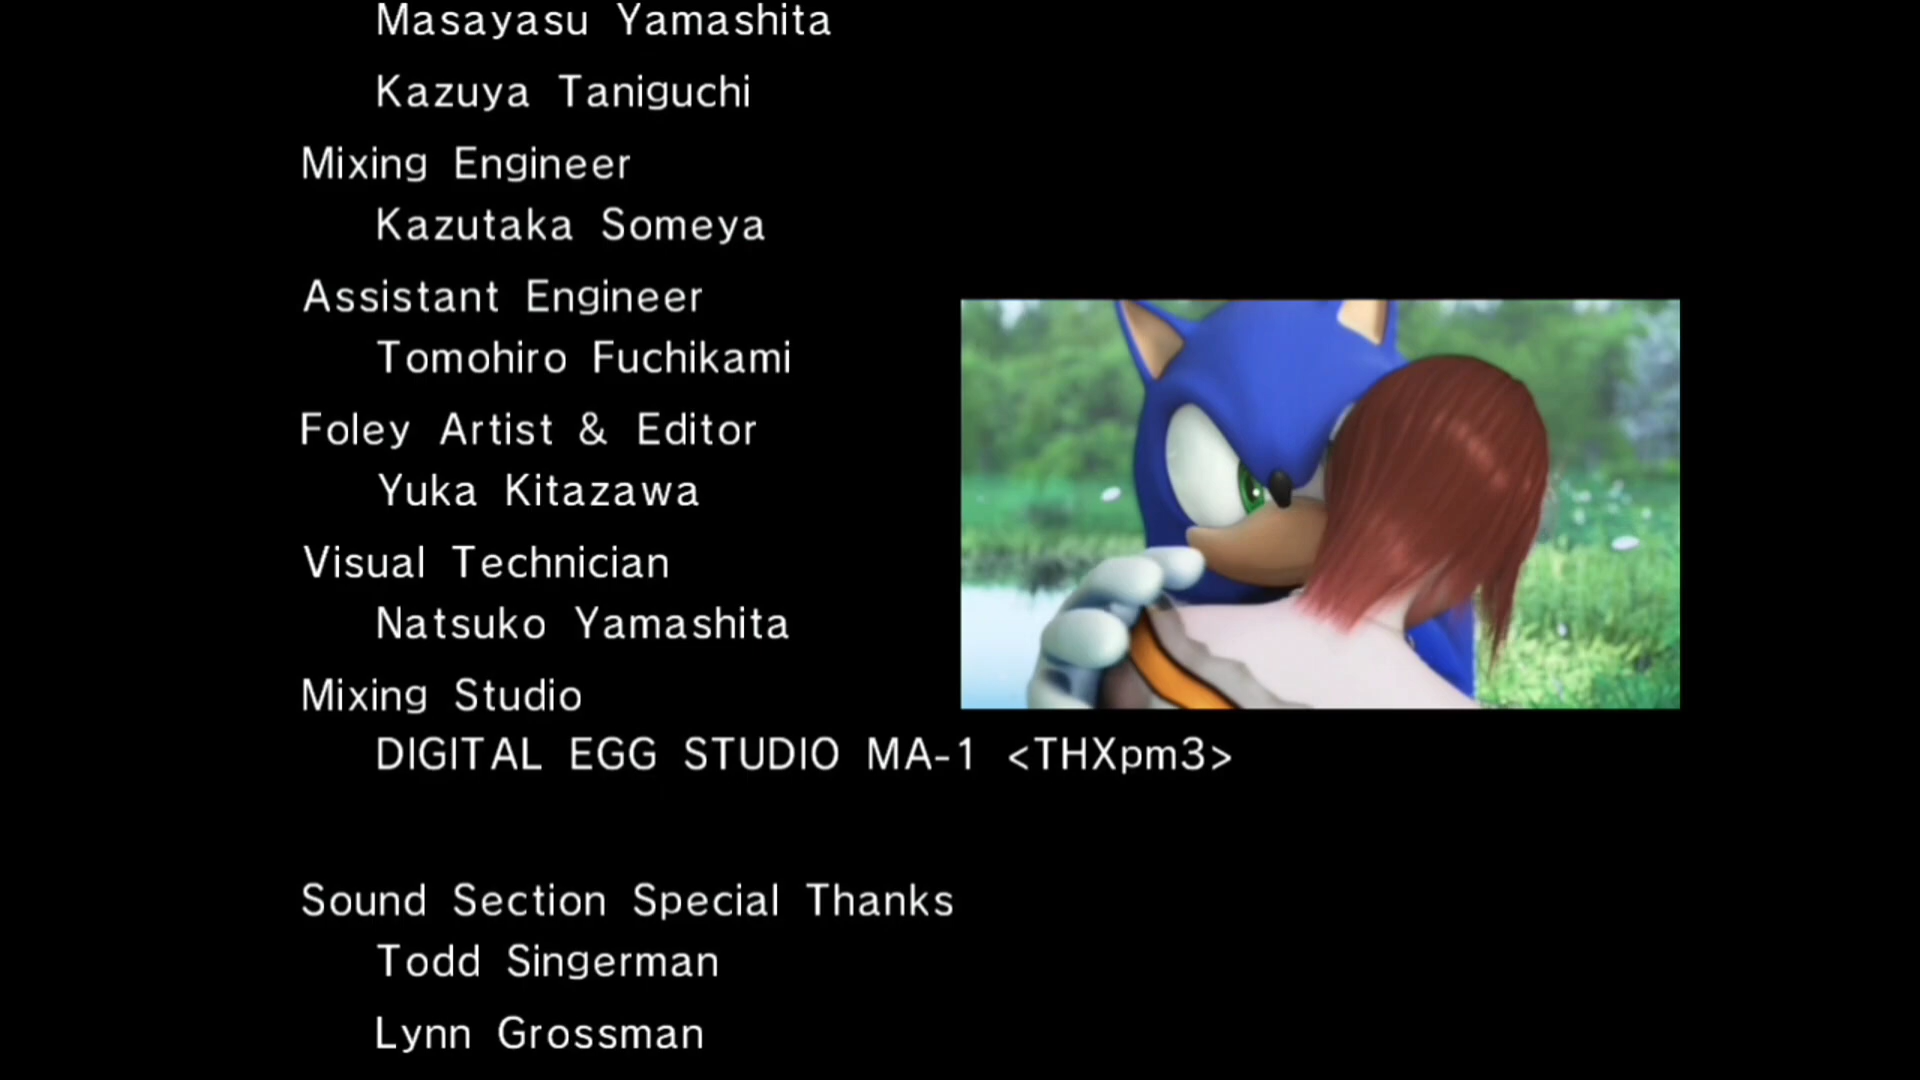 Masayasu Yamashita
Kazuya Taniguchi
Mixing Engineer
Kazutaka Someya
Assistant Engineer
Tomohiro Fuchikami
Foley Artist & Editor
Yuka Kitazawa
Visual Technician
Natsuko Yamashita
Mixing Studio
DIGITAL EGG STUDIO MA-1 <THXpm3>
Sound Section Special Thanks
Todd Singerman
Lynn Grossman